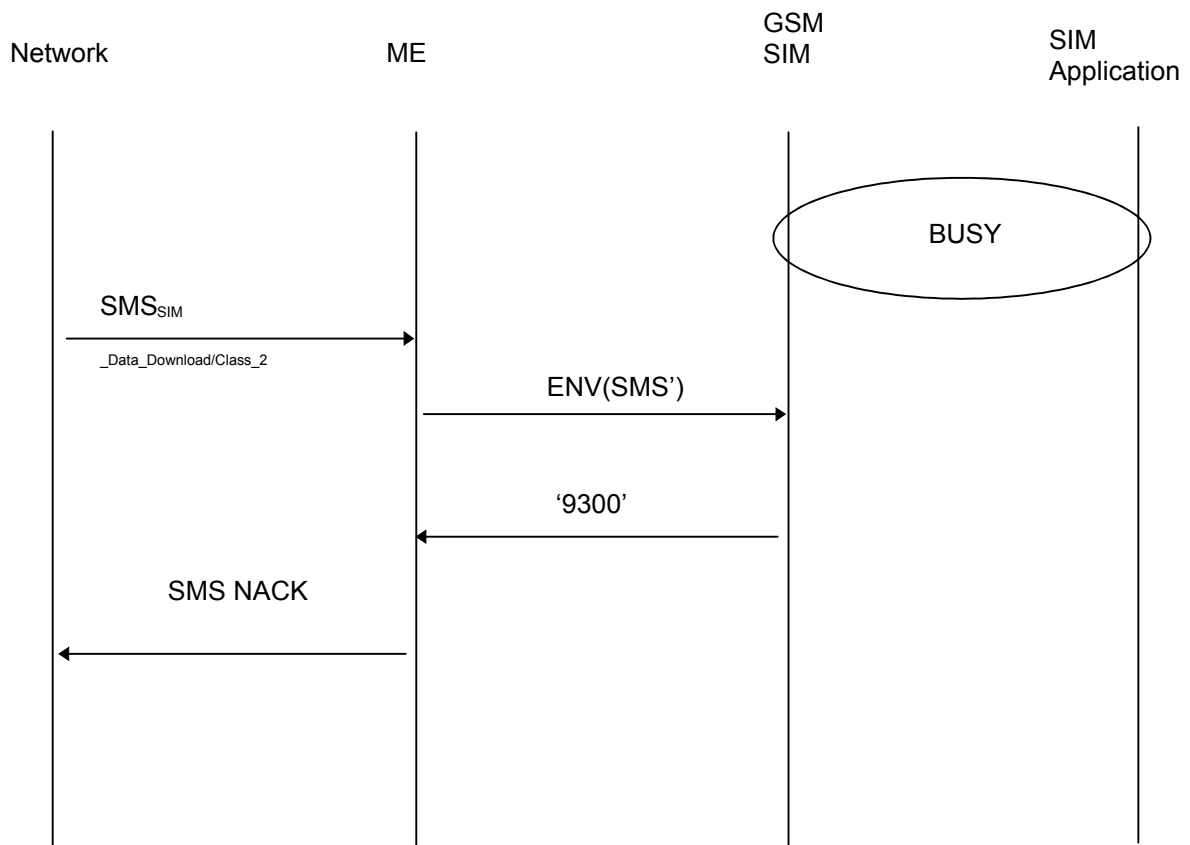 Network
ME
GSM
SIM
SIM
Application
BUSY
SMSSIM
_Data_Download/Class_2
ENV(SMS’)
‘9300’
SMS NACK